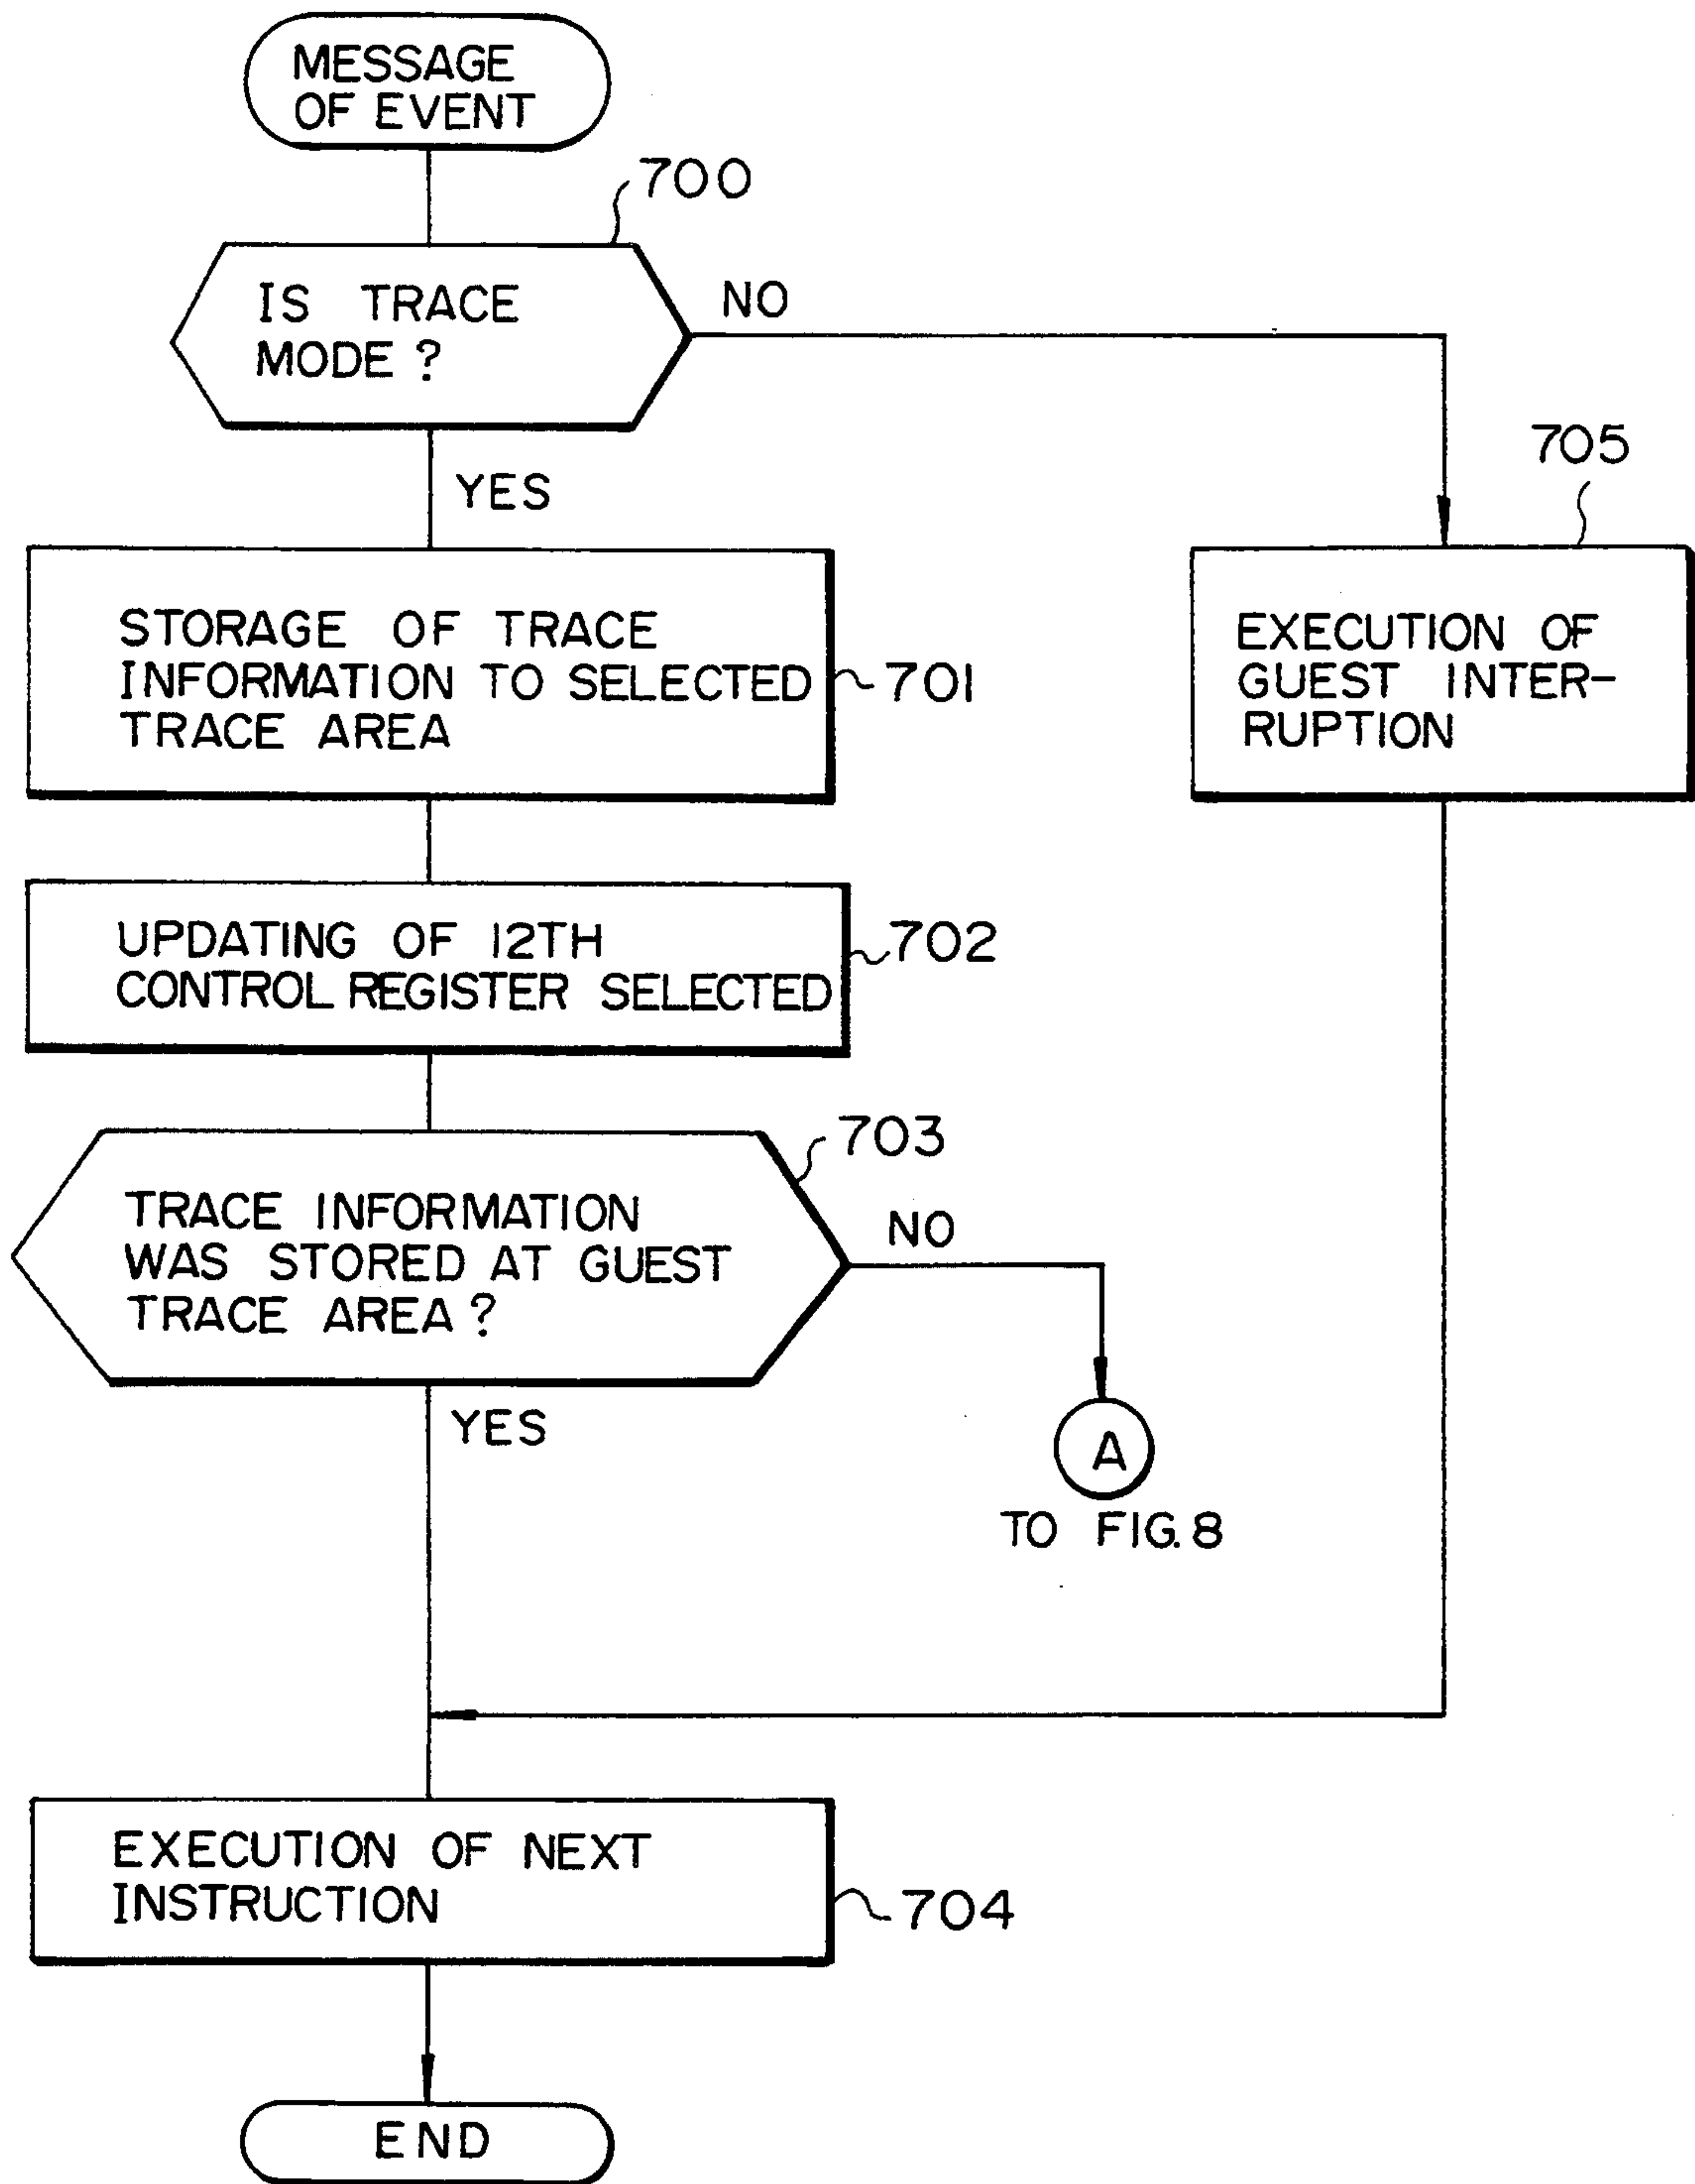 MESSAGE
OF EVENT
700
IS TRACE
MODE ?
NO
YES
705
STORAGE OF TRACE
INFORMATION TO SELECTED
TRACE AREA
701
EXECUTION OF
GUEST INTER-
RUPTION
UPDATING OF 12TH
CONTROL REGISTER SELECTED
702
703
TRACE INFORMATION
WAS STORED AT GUEST
TRACE AREA ?
NO
YES
A
TO FIG. 8
EXECUTION OF NEXT
INSTRUCTION
704
END